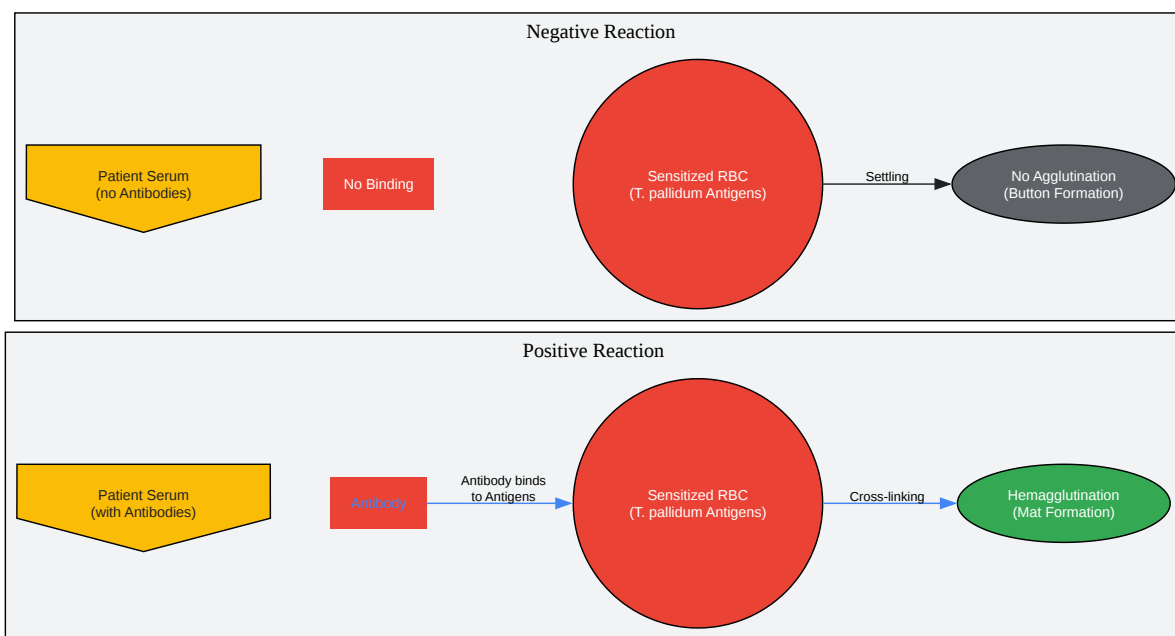 Negative Reaction
Patient Serum
(no Antibodies)
No Binding
Sensitized RBC
(T. pallidum Antigens)
Settling
No Agglutination
(Button Formation)
Positive Reaction
Patient Serum
(with Antibodies)
Antibody
Antibody binds
to Antigens
Sensitized RBC
(T. pallidum Antigens)
Cross-linking
Hemagglutination
(Mat Formation)